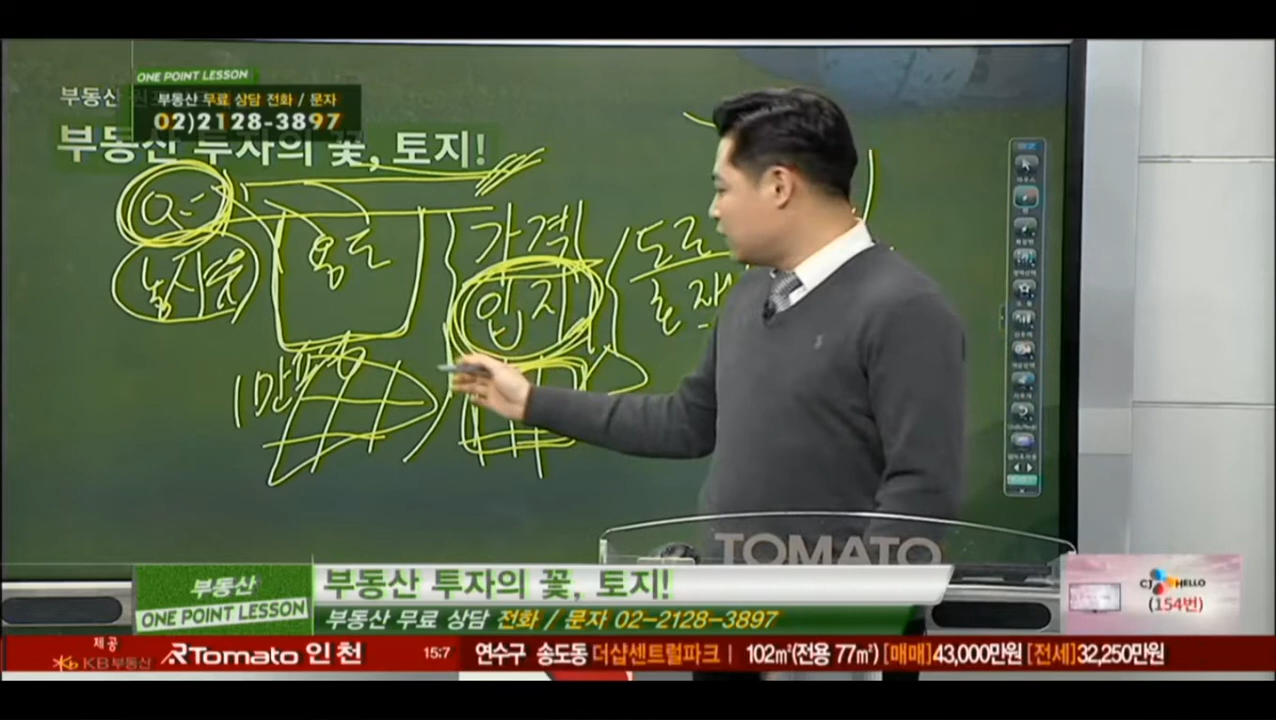 ONE POINT LESSON
부동산
부동산 무료 상담 전화 / 문자
02)2128-3897
부동산 투자의 꽃, 토지!
용도
가격
입지
도로
호재
1만평
TOMATO
부동산
ONE POINT LESSON
부동산 투자의 꽃, 토지!
부동산 무료 상담 전화 / 문자 02-2128-3897
CJ HELLO
(154번)
제공
KB부동산
RTomato 인천
15:7
연수구 송도동 더샵센트럴파크 | 102㎡(전용 77㎡) [매매]43,000만원 [전세]32,250만원